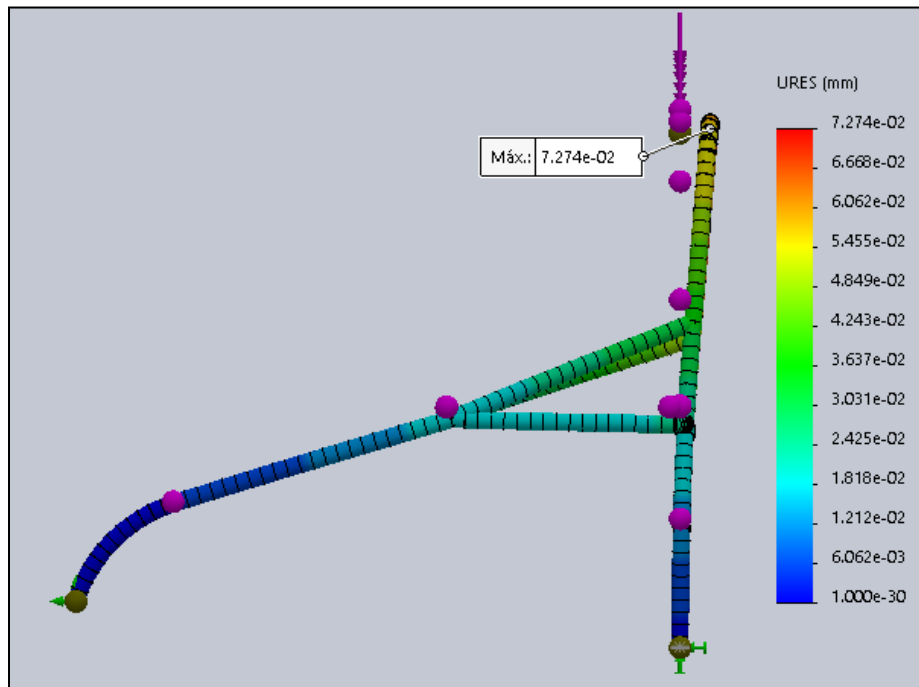 URES (mm)
7.274e-02
6.668e-02
6.062e-02
5.455e-02
4.849e-02
4.243e-02
3.637e-02
3.031e-02
2.425e-02
1.818e-02
1.212e-02
6.062e-03
1.000e-30
Máx.: 7.274e-02